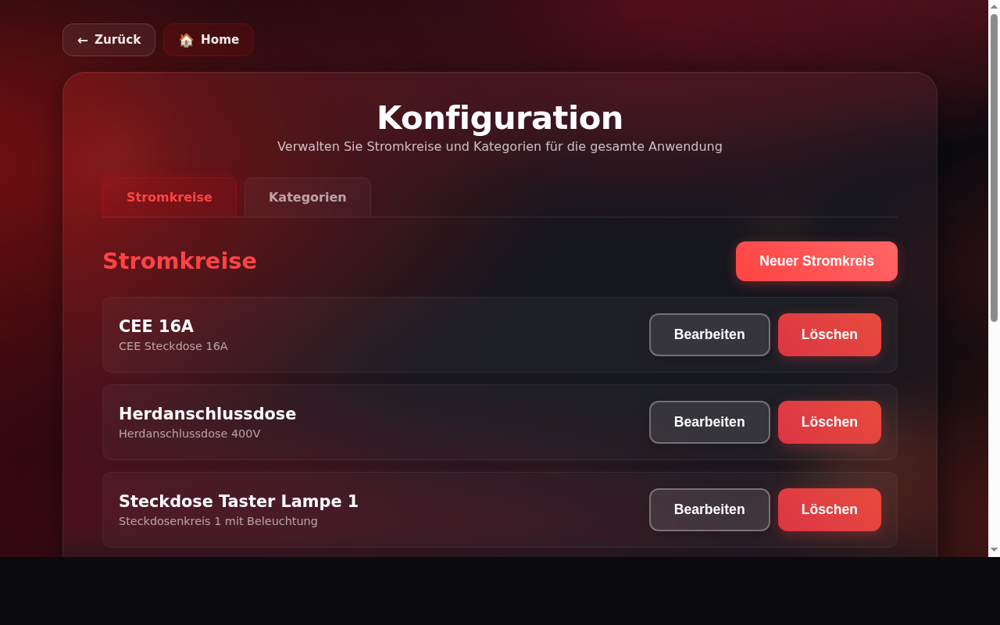 ← Zurück
🏠 Home
Konfiguration
Verwalten Sie Stromkreise und Kategorien für die gesamte Anwendung
Stromkreise
Kategorien
Stromkreise
Neuer Stromkreis
CEE 16A
CEE Steckdose 16A
Bearbeiten
Löschen
Herdanschlussdose
Herdanschlussdose 400V
Bearbeiten
Löschen
Steckdose Taster Lampe 1
Steckdosenkreis 1 mit Beleuchtung
Bearbeiten
Löschen